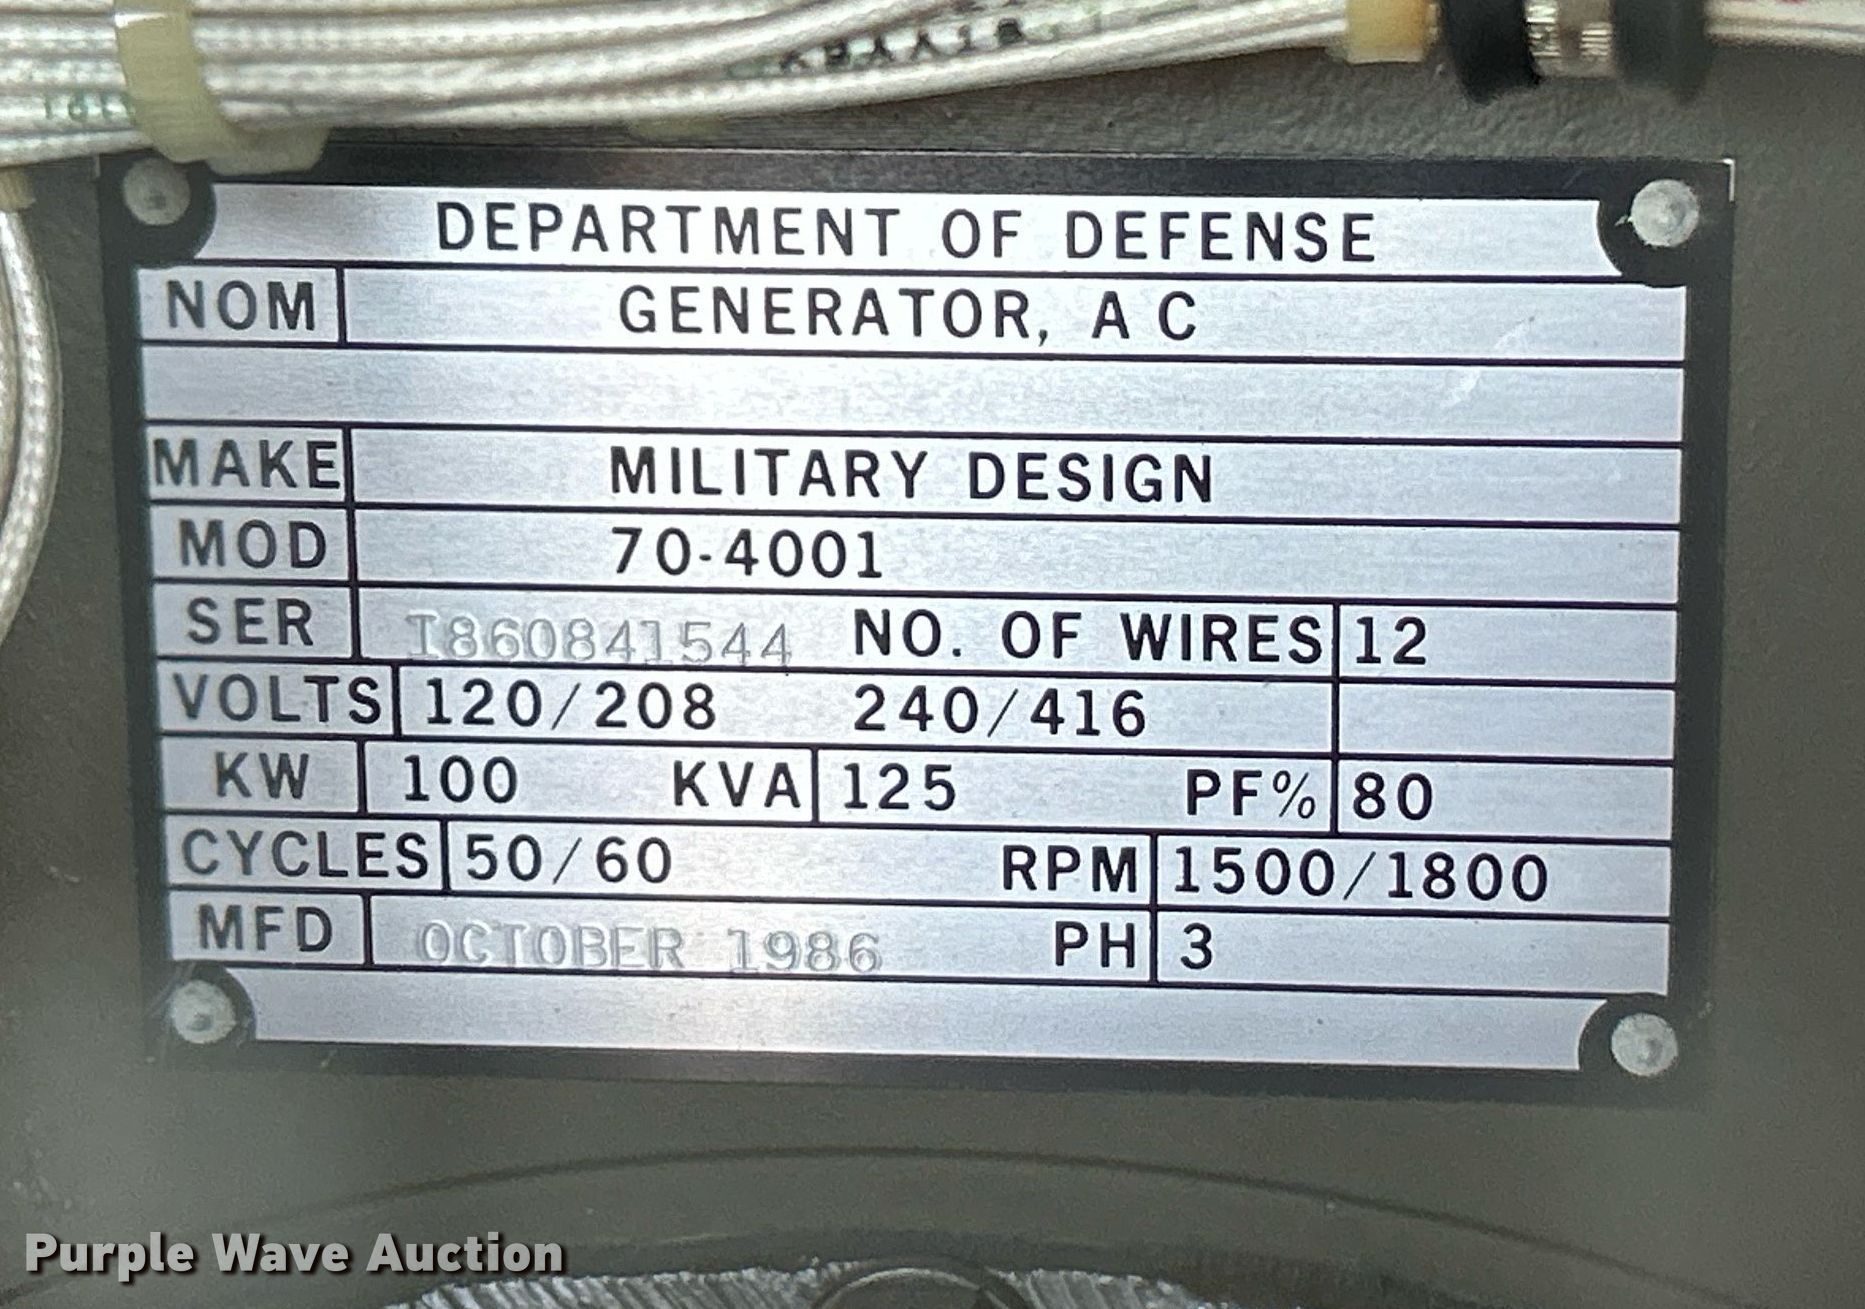 DEPARTMENT OF DEFENSE
NOM GENERATOR, A C
MAKE MILITARY DESIGN
MOD 70-4001
SER I860841544 NO. OF WIRES 12
VOLTS 120/208 240/416
KW 100 KVA 125 PF% 80
CYCLES 50/60 RPM 1500/1800
MFD OCTOBER 1986 PH 3
Purple Wave Auction